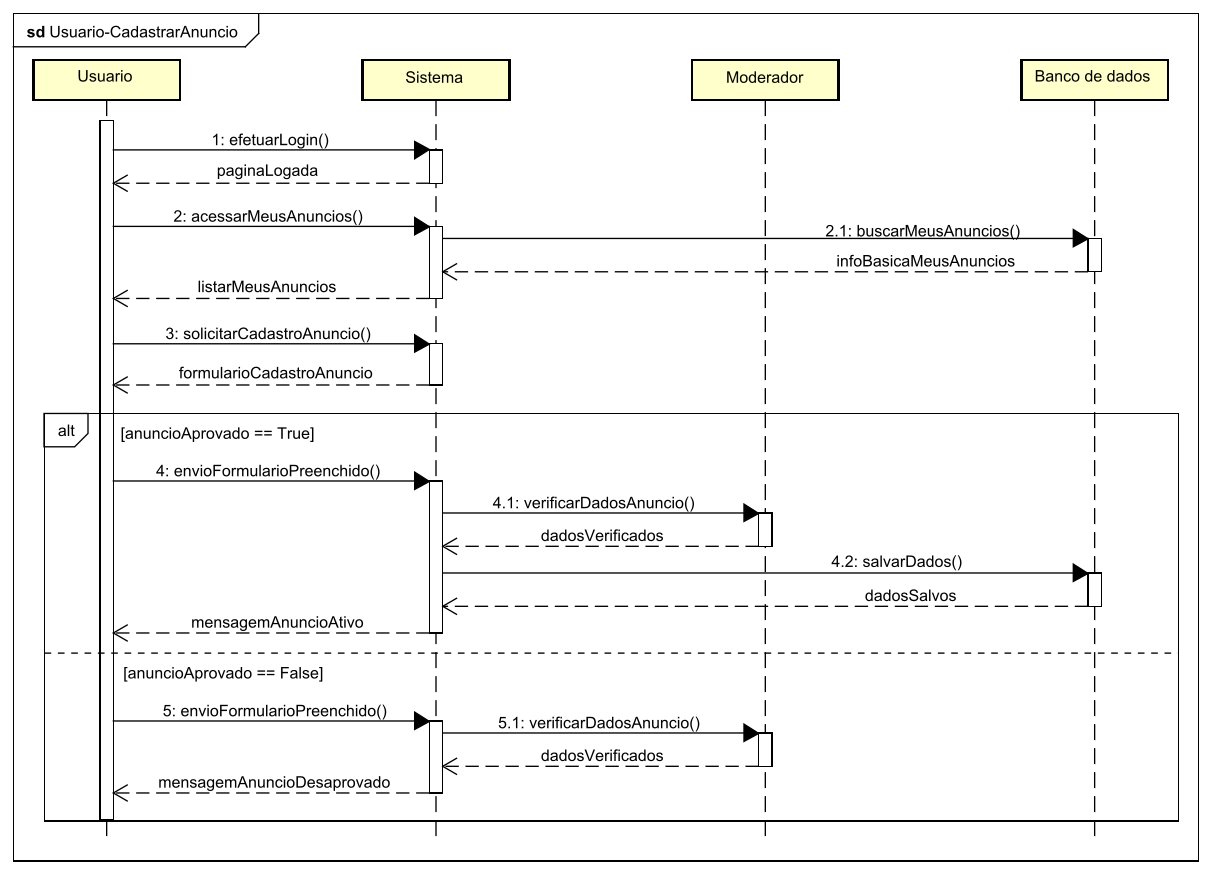 sd Usuario-CadastrarAnuncio
Usuario
Sistema
Moderador
Banco de dados
1: efetuarLogin()
paginaLogada
2: acessarMeusAnuncios()
2.1: buscarMeusAnuncios()
infoBasicaMeusAnuncios
listarMeusAnuncios
3: solicitarCadastroAnuncio()
formularioCadastroAnuncio
alt
[anuncioAprovado == True]
4: envioFormularioPreenchido()
4.1: verificarDadosAnuncio()
dadosVerificados
4.2: salvarDados()
dadosSalvos
mensagemAnuncioAtivo
[anuncioAprovado == False]
5: envioFormularioPreenchido()
5.1: verificarDadosAnuncio()
dadosVerificados
mensagemAnuncioDesaprovado